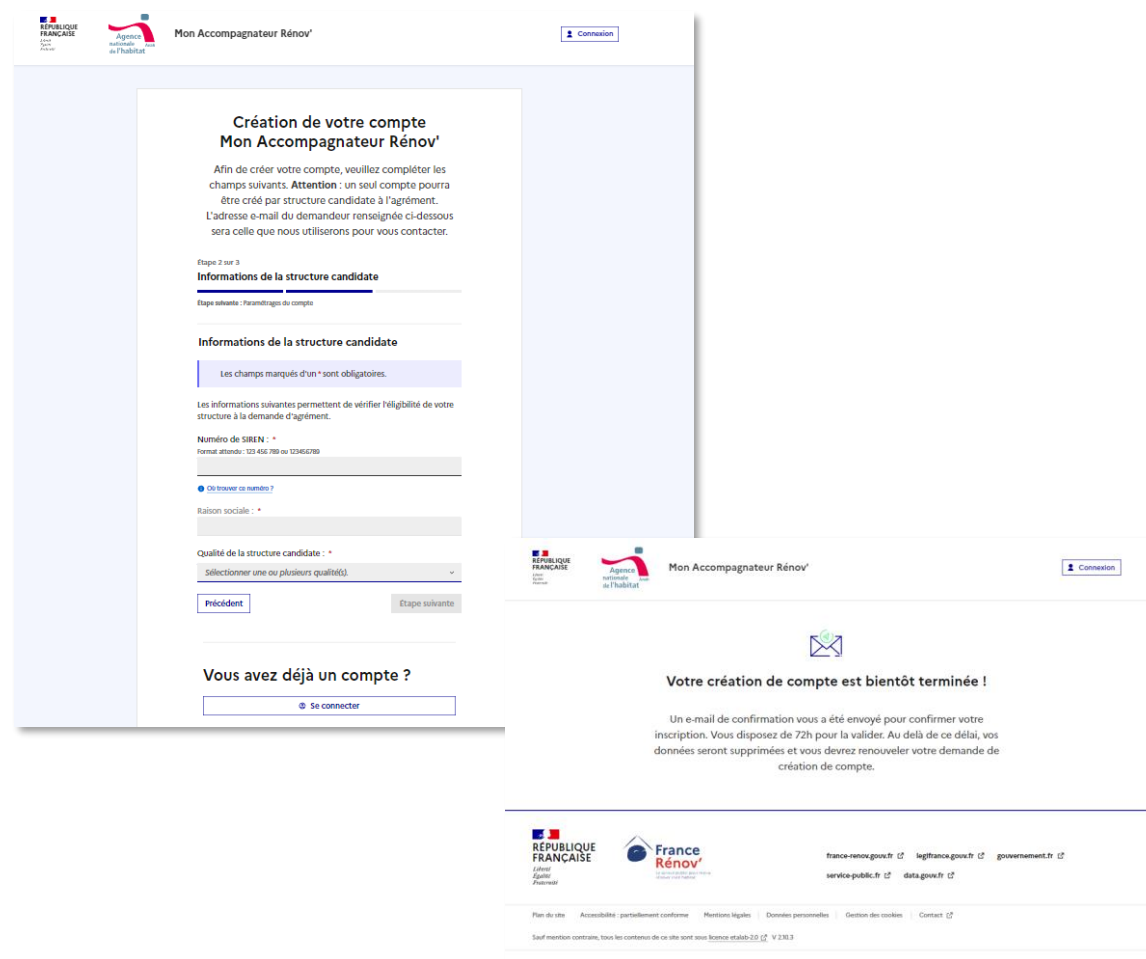 RÉPUBLIQUE
FRANÇAISE
Agence
nationale
de l'habitat
Anah
Mon Accompagnateur Rénov'
Connexion
Création de votre compte
Mon Accompagnateur Rénov'
Afin de créer votre compte, veuillez compléter les
champs suivants. Attention : un seul compte pourra
être créé par structure candidate à l'agrément.
L'adresse e-mail du demandeur renseignée ci-dessous
sera celle que nous utiliserons pour vous contacter.
Étape 2 sur 3
Informations de la structure candidate
Étape suivante : Paramétrages du compte
Informations de la structure candidate
Les champs marqués d'un * sont obligatoires.
Les informations suivantes permettent de vérifier l'éligibilité de votre
structure à la demande d'agrément.
Numéro de SIREN : *
Format attendu : 123 456 789 ou 123456789
Où trouver ce numéro ?
Raison sociale : *
Qualité de la structure candidate : *
Sélectionner une ou plusieurs qualité(s).
Précédent
Étape suivante
Vous avez déjà un compte ?
Se connecter
RÉPUBLIQUE
FRANÇAISE
Agence
nationale
de l'habitat
Anah
Mon Accompagnateur Rénov'
Connexion
Votre création de compte est bientôt terminée !
Un e-mail de confirmation vous a été envoyé pour confirmer votre
inscription. Vous disposez de 72h pour la valider. Au delà de ce délai, vos
données seront supprimées et vous devrez renouveler votre demande de
création de compte.
RÉPUBLIQUE
FRANÇAISE
Liberté
Égalité
Fraternité
France
Rénov'
france-renov.gouv.fr legifrance.gouv.fr gouvernement.fr
service-public.fr data.gouv.fr
Plan du site Accessibilité : partiellement conforme Mentions légales Données personnelles Gestion des cookies Contact
Sauf mention contraire, tous les contenus de ce site sont sous licence etalab-2.0 V 2.10.3